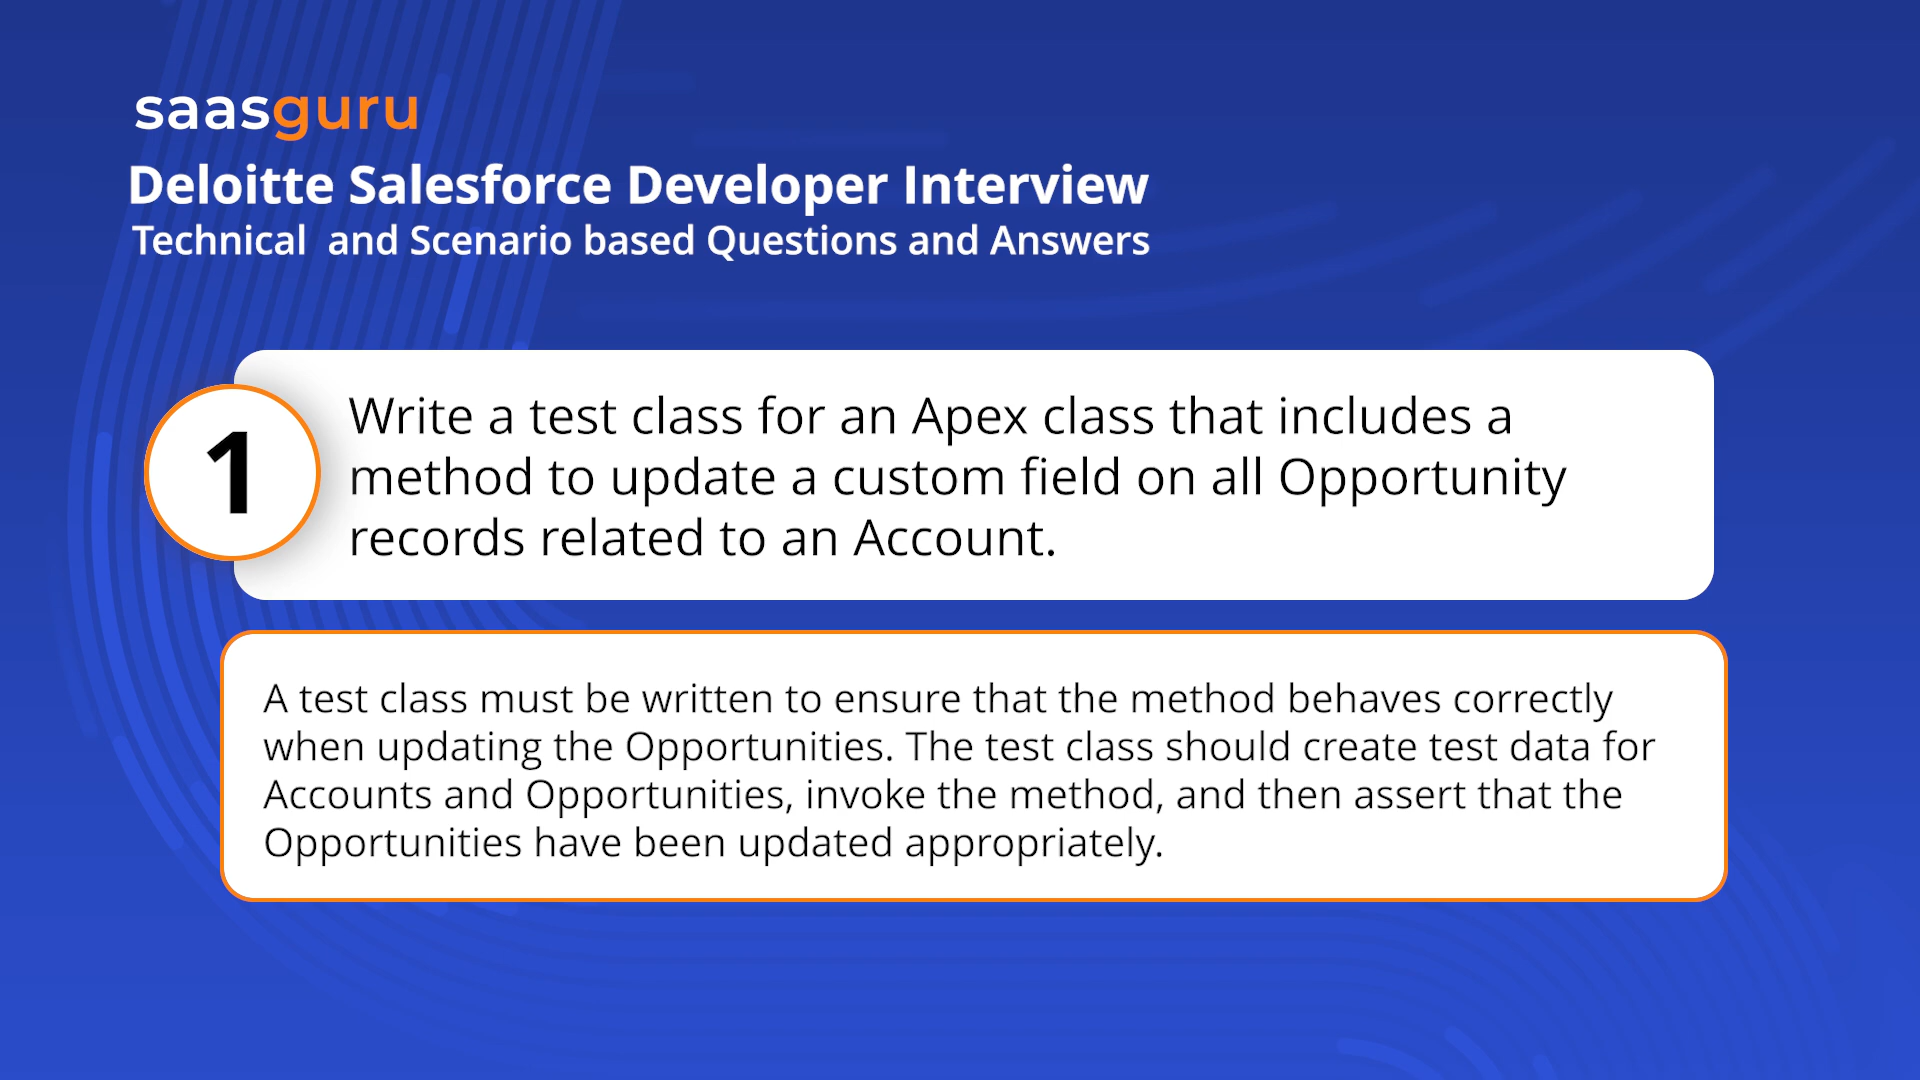 saasguru
Deloitte Salesforce Developer Interview
Technical and Scenario based Questions and Answers
1
Write a test class for an Apex class that includes a
method to update a custom field on all Opportunity
records related to an Account.
A test class must be written to ensure that the method behaves correctly
when updating the Opportunities. The test class should create test data for
Accounts and Opportunities, invoke the method, and then assert that the
Opportunities have been updated appropriately.